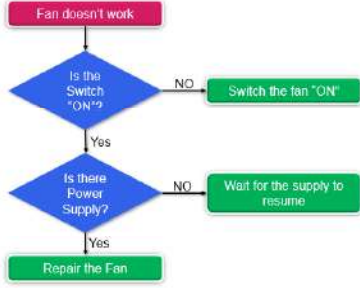 Fan doesn't work
Is the
Switch
"ON"?
NO
Switch the fan "ON"
Yes
Is there
Power
Supply?
NO
Wait for the supply to
resume
Yes
Repair the Fan